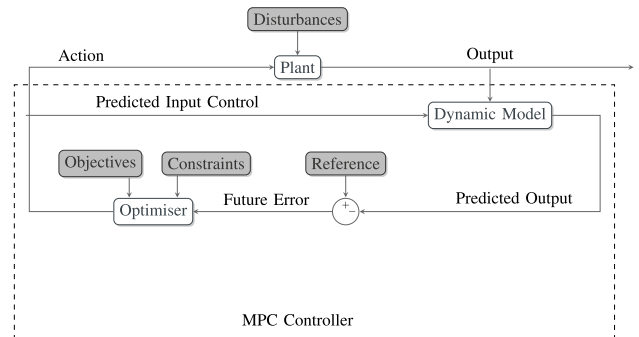 Disturbances
Action
Plant
Output
Predicted Input Control
Dynamic Model
Objectives
Constraints
Reference
Optimiser
Future Error
+
−
Predicted Output
MPC Controller